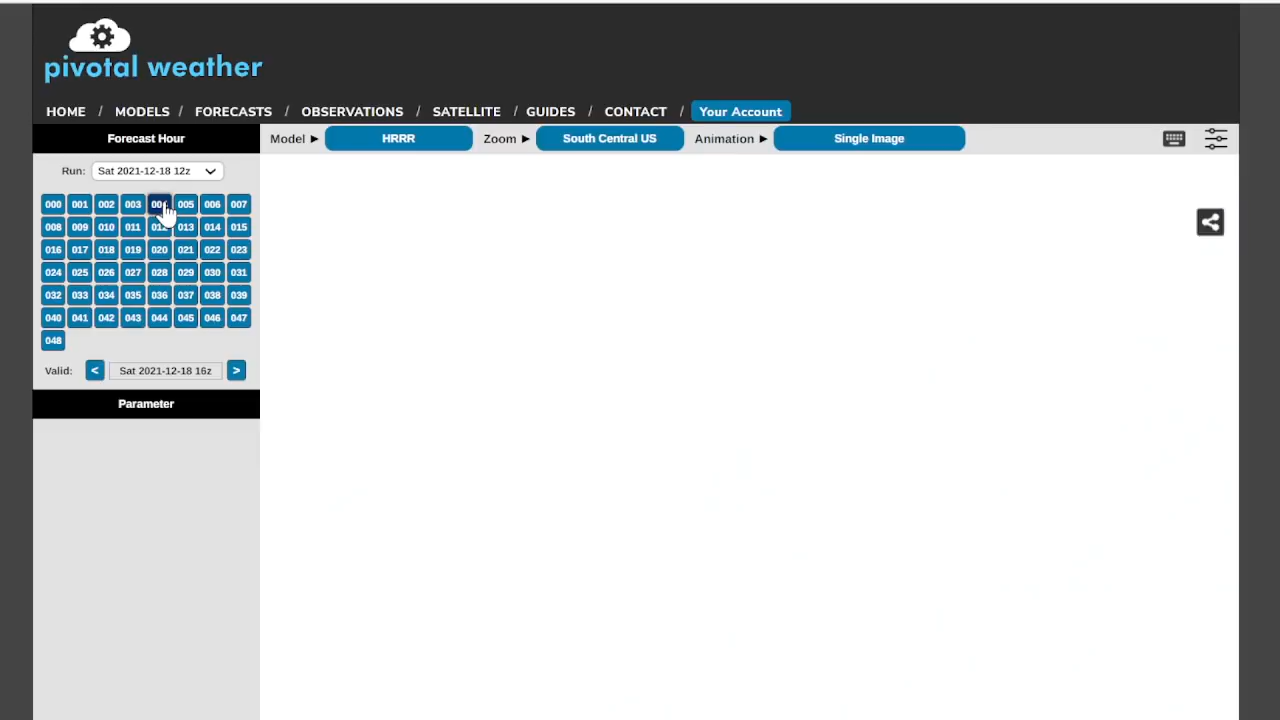 pivotal weather
HOME / MODELS / FORECASTS / OBSERVATIONS / SATELLITE / GUIDES / CONTACT / Your Account
Forecast Hour
Model ▶ HRRR Zoom ▶ South Central US Animation ▶ Single Image
Run: Sat 2021-12-18 12z
000 001 002 003 005 006 007
008 009 010 011 012 013 014 015
016 017 018 019 020 021 022 023
024 025 026 027 028 029 030 031
032 033 034 035 036 037 038 039
040 041 042 043 044 045 046 047
048
Valid: < Sat 2021-12-18 16z >
Parameter